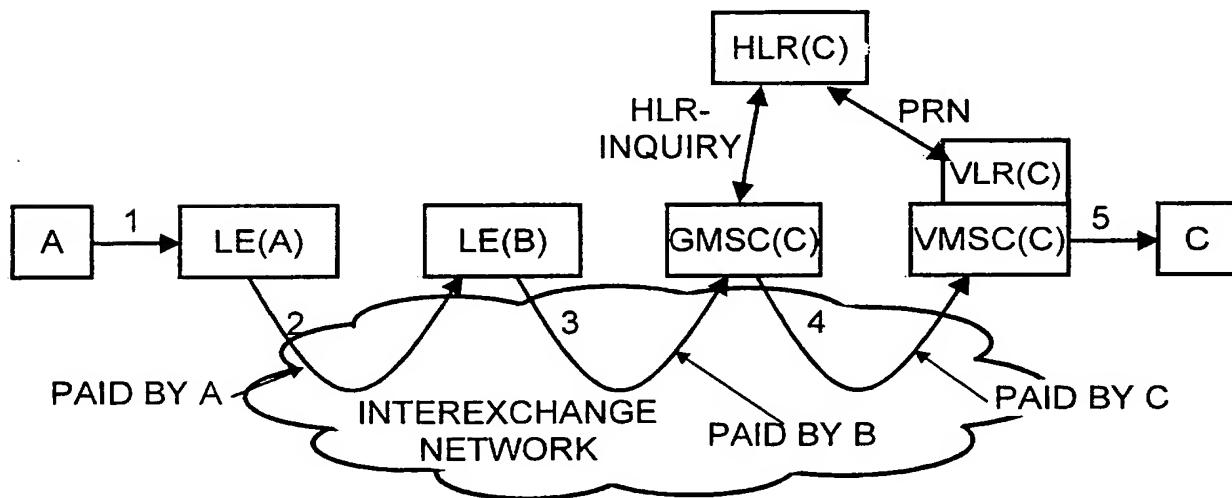 HLR(C)
HLR-
INQUIRY
PRN
VLR(C)
A
1
LE(A)
LE(B)
GMSC(C)
VMSC(C)
5
C
2
3
4
PAID BY A
INTEREXCHANGE
NETWORK
PAID BY B
PAID BY C